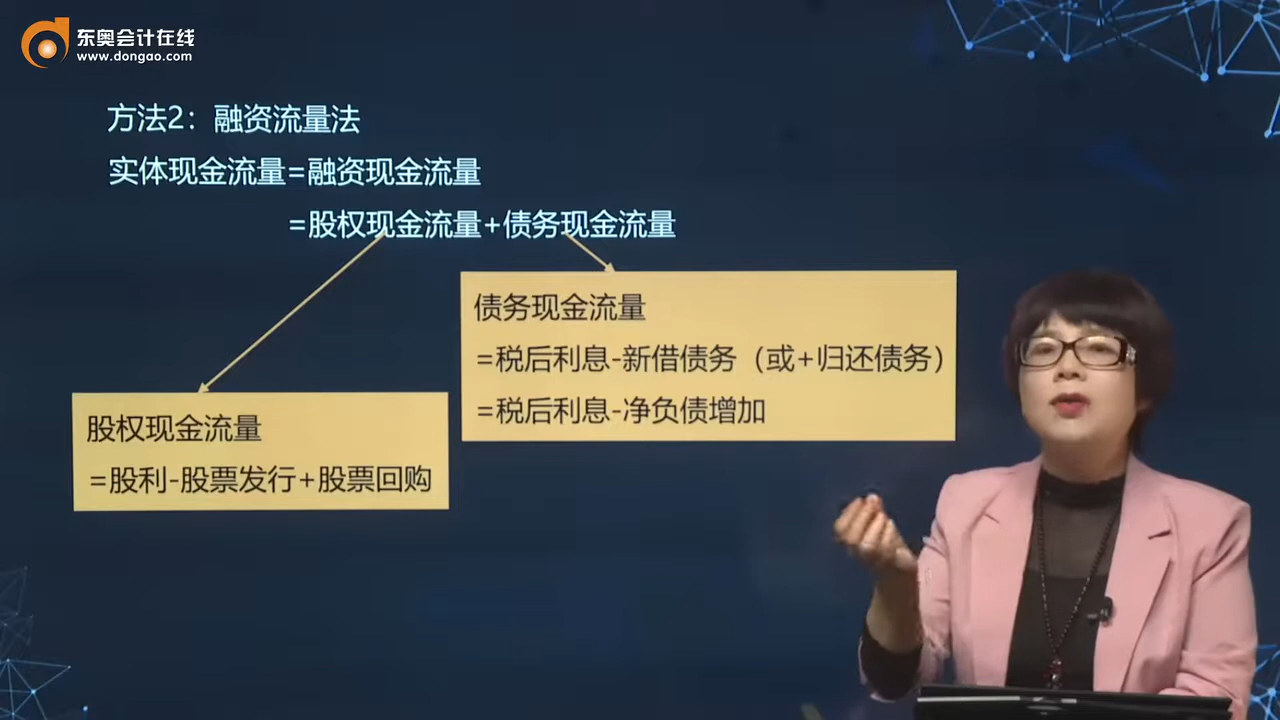 东奥会计在线
www.dongao.com
方法2：融资流量法
实体现金流量=融资现金流量
=股权现金流量+债务现金流量
债务现金流量
=税后利息-新借债务（或+归还债务）
=税后利息-净负债增加
股权现金流量
=股利-股票发行+股票回购